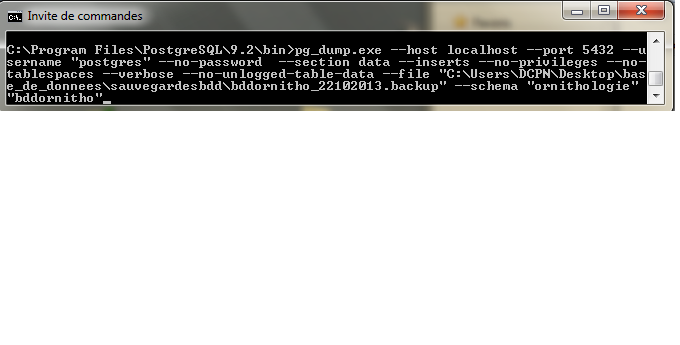 Invite de commandes
C:\Program Files\PostgreSQL\9.2\bin>pg_dump.exe --host localhost --port 5432 --u
sername "postgres" --no-password  --section data --inserts --no-privileges --no-
tablespaces --verbose --no-unlogged-table-data --file "C:\Users\DCPN\Desktop\bas
e_de_donnees\sauvegardesbdd\bddornitho_22102013.backup" --schema "ornithologie"
"bddornitho"_